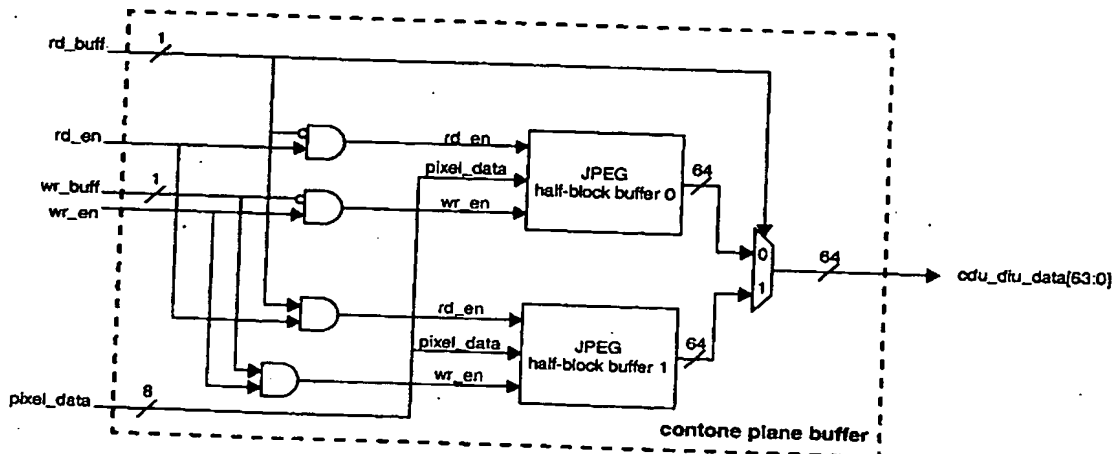 rd_buff
1
rd_en
wr_buff
1
wr_en
rd_en
pixel_data
wr_en
JPEG
half-block buffer 0
64
0
1
64
cdu_diu_data[63:0]
rd_en
pixel_data
wr_en
JPEG
half-block buffer 1
64
pixel_data
8
contone plane buffer